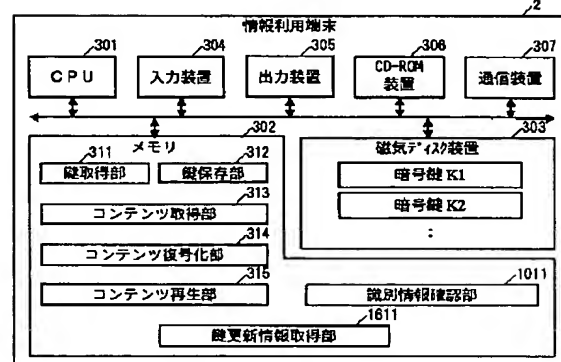 2
情報利用端末
301
304
305
306
307
CPU
入力装置
出力装置
CD-ROM
装置
通信装置
302
303
メモリ
磁気ディスク装置
311
312
鍵取得部
鍵保存部
暗号鍵 K1
313
コンテンツ取得部
暗号鍵 K2
:
314
コンテンツ復号化部
315
1011
コンテンツ再生部
識別情報確認部
1611
鍵更新情報取得部